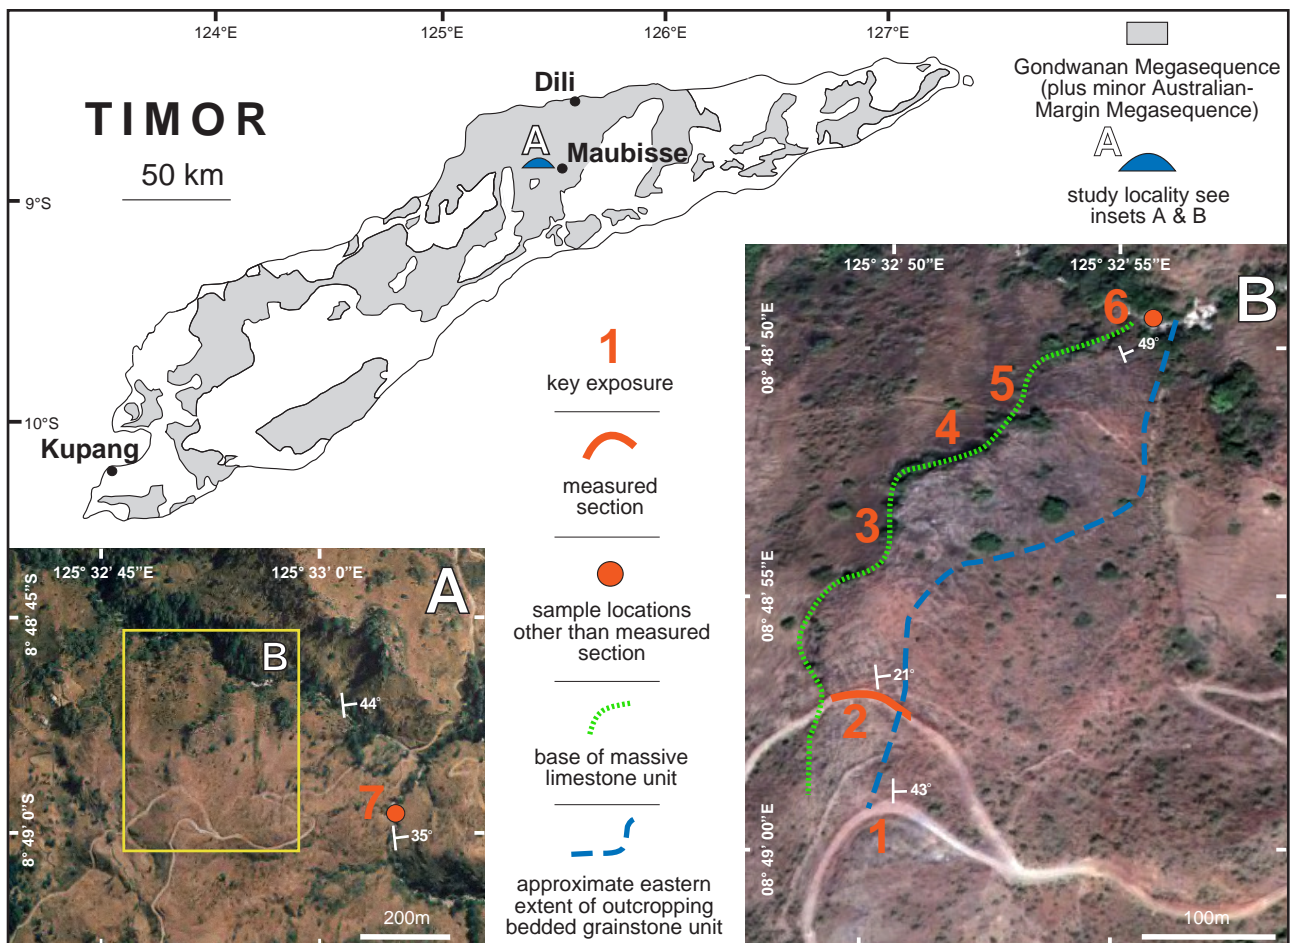 124°E
125°E
126°E
127°E
TIMOR
50 km
9°S
10°S
Dili
A
Maubisse
Kupang
Gondwanan Megasequence
(plus minor Australian-
Margin Megasequence)
A
study locality see
insets A & B
1
key exposure
measured
section
sample locations
other than measured
section
base of massive
limestone unit
approximate eastern
extent of outcropping
bedded grainstone unit
A
125° 32’ 45”E
125° 33’ 0”E
8° 48’ 45”S
8° 49’ 0”S
B
44°
7
35°
200m
B
125° 32’ 50”E
125° 32’ 55”E
08° 48’ 50”E
08° 48’ 55”E
08° 49’ 00”E
6
49°
5
4
3
21°
2
43°
1
100m